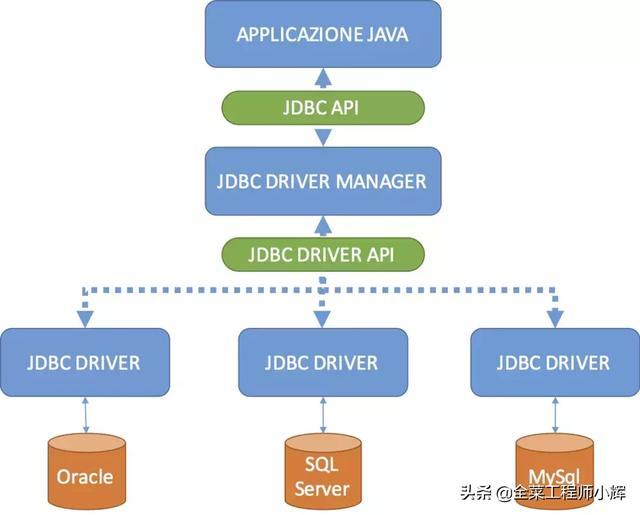 APPLICAZIONE JAVA
JDBC API
JDBC DRIVER MANAGER
JDBC DRIVER API
JDBC DRIVER
JDBC DRIVER
JDBC DRIVER
Oracle
SQL
Server
MySql
头条 @全菜工程师小辉